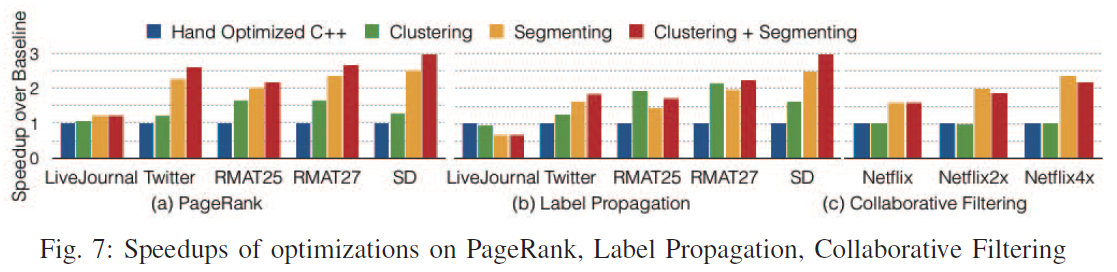 Hand Optimized C++ Clustering Segmenting Clustering + Segmenting
Speedup over Baseline
3
2
1
0
LiveJournal Twitter RMAT25 RMAT27 SD
(a) PageRank
LiveJournal Twitter RMAT25 RMAT27 SD
(b) Label Propagation
Netflix Netflix2x Netflix4x
(c) Collaborative Filtering
Fig. 7: Speedups of optimizations on PageRank, Label Propagation, Collaborative Filtering